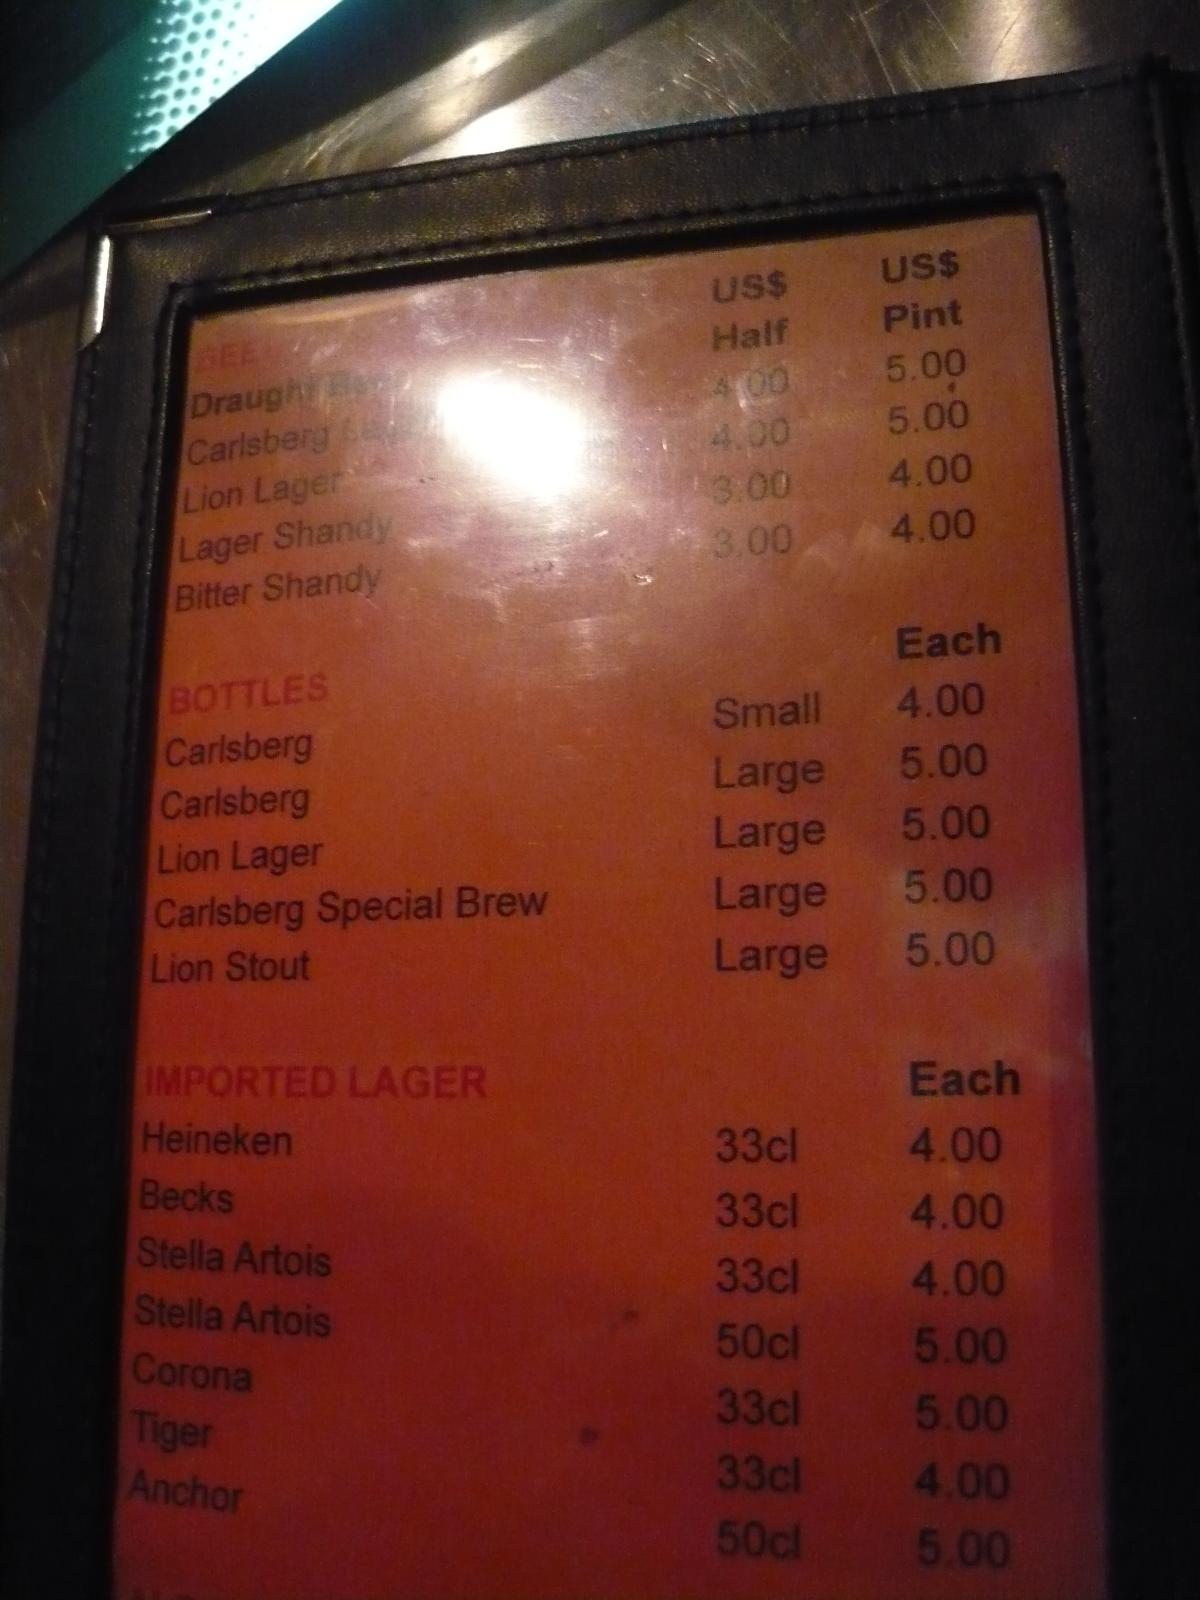 US$ US$
BEE Half Pint
Draught
Carlsberg 4.00 5.00
Lion Lager 4.00 5.00
Lager Shandy 3.00 4.00
Bitter Shandy 3.00 4.00
Each
BOTTLES
Carlsberg Small 4.00
Carlsberg Large 5.00
Lion Lager Large 5.00
Carlsberg Special Brew Large 5.00
Lion Stout Large 5.00
IMPORTED LAGER Each
Heineken 33cl 4.00
Becks 33cl 4.00
Stella Artois 33cl 4.00
Stella Artois 50cl 5.00
Corona 33cl 5.00
Tiger 33cl 4.00
Anchor 50cl 5.00